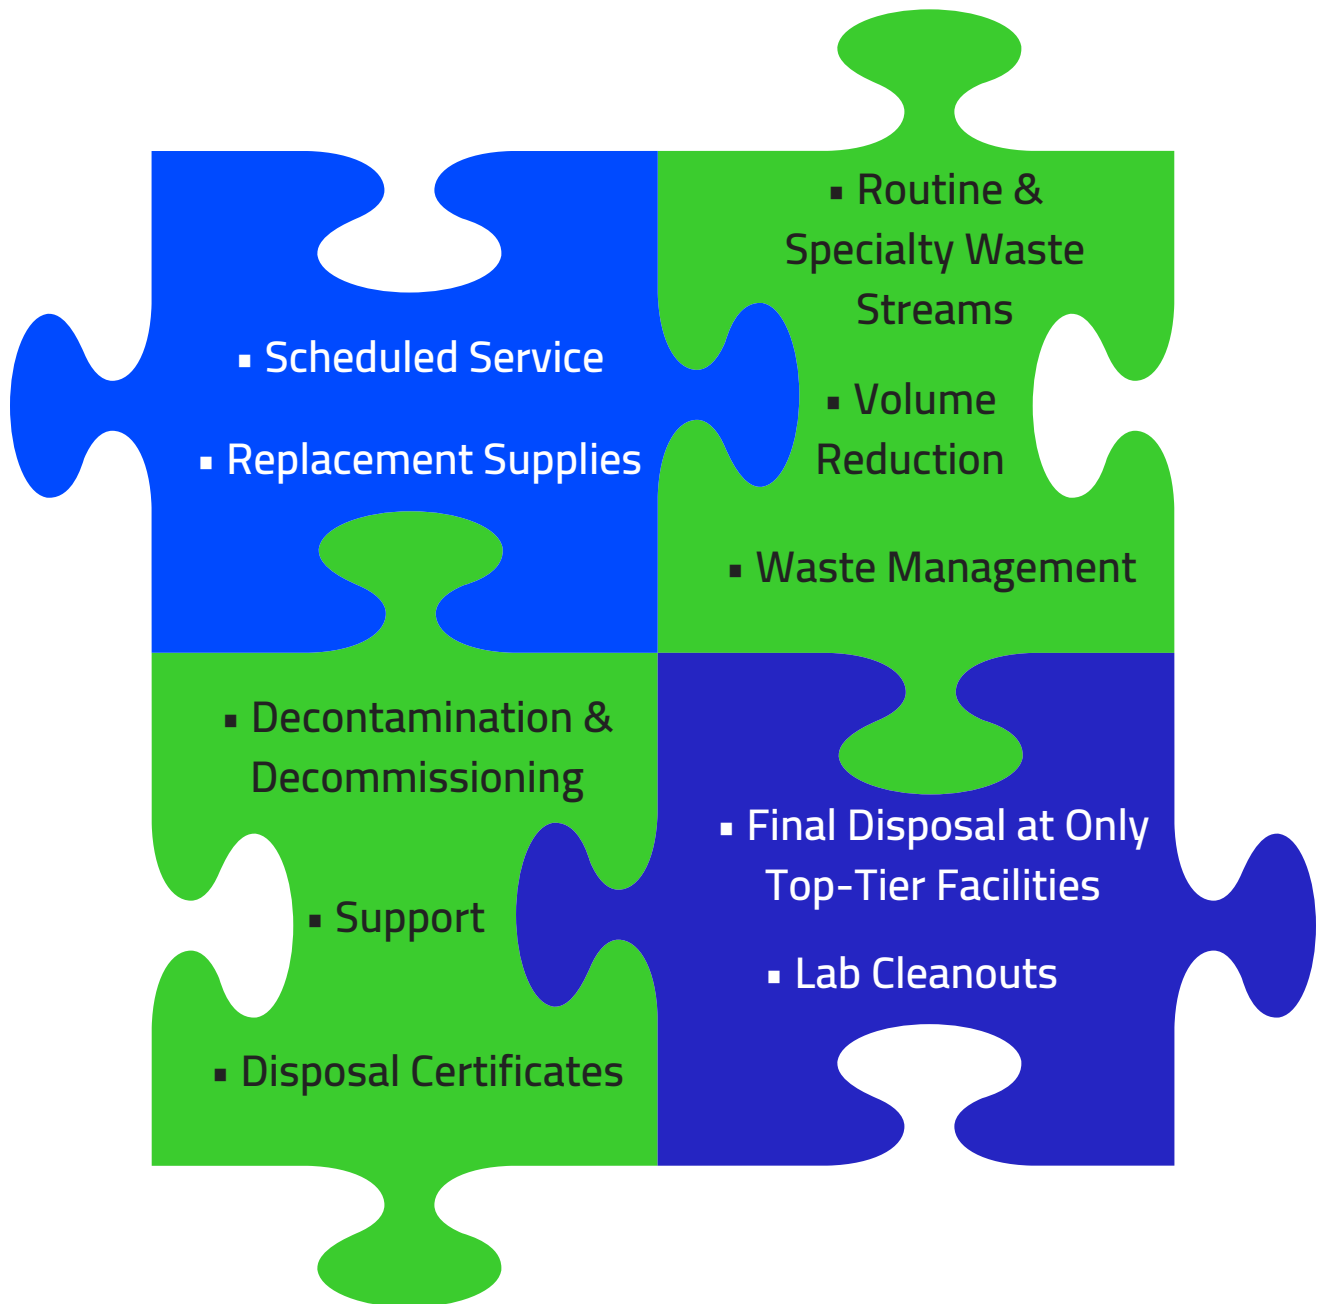 ▪ Scheduled Service
▪ Replacement Supplies
▪ Routine &
Specialty Waste
Streams
▪ Volume
Reduction
▪ Waste Management
▪ Decontamination &
Decommissioning
▪ Support
▪ Disposal Certificates
▪ Final Disposal at Only
Top-Tier Facilities
▪ Lab Cleanouts